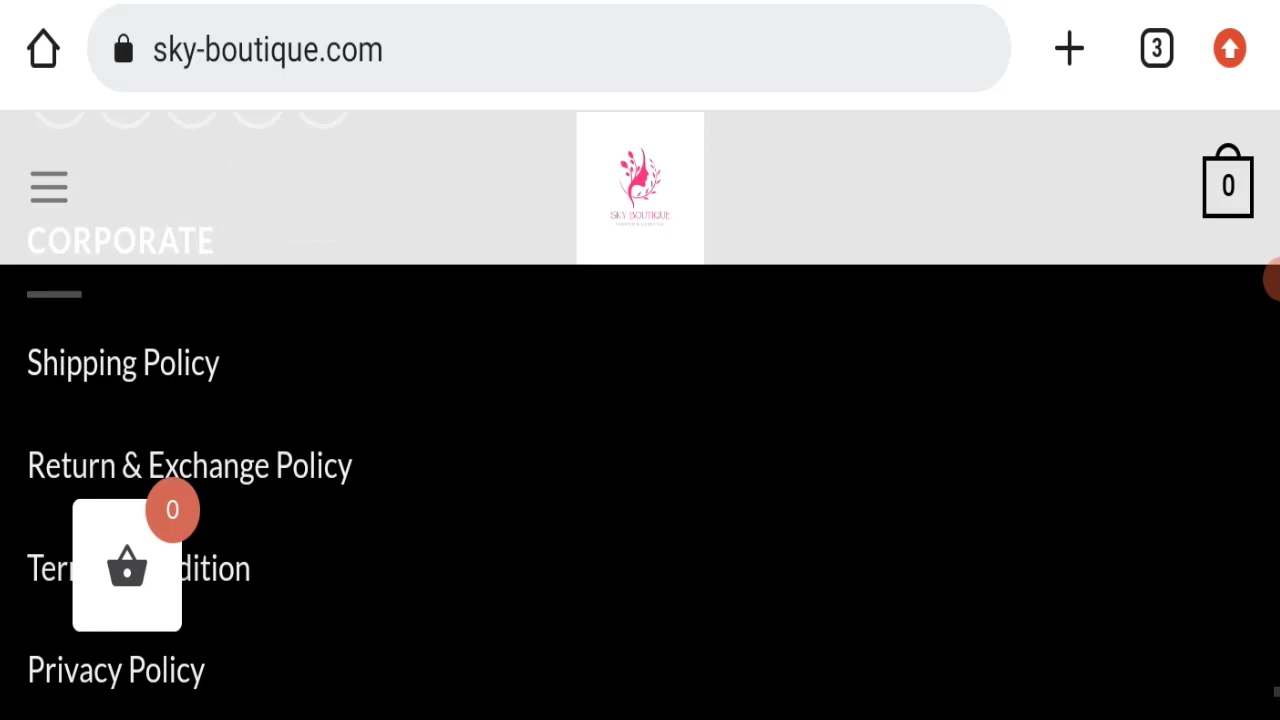 sky-boutique.com
3
SKY BOUTIQUE
0
CORPORATE
Shipping Policy
Return & Exchange Policy
0
Ter dition
Privacy Policy